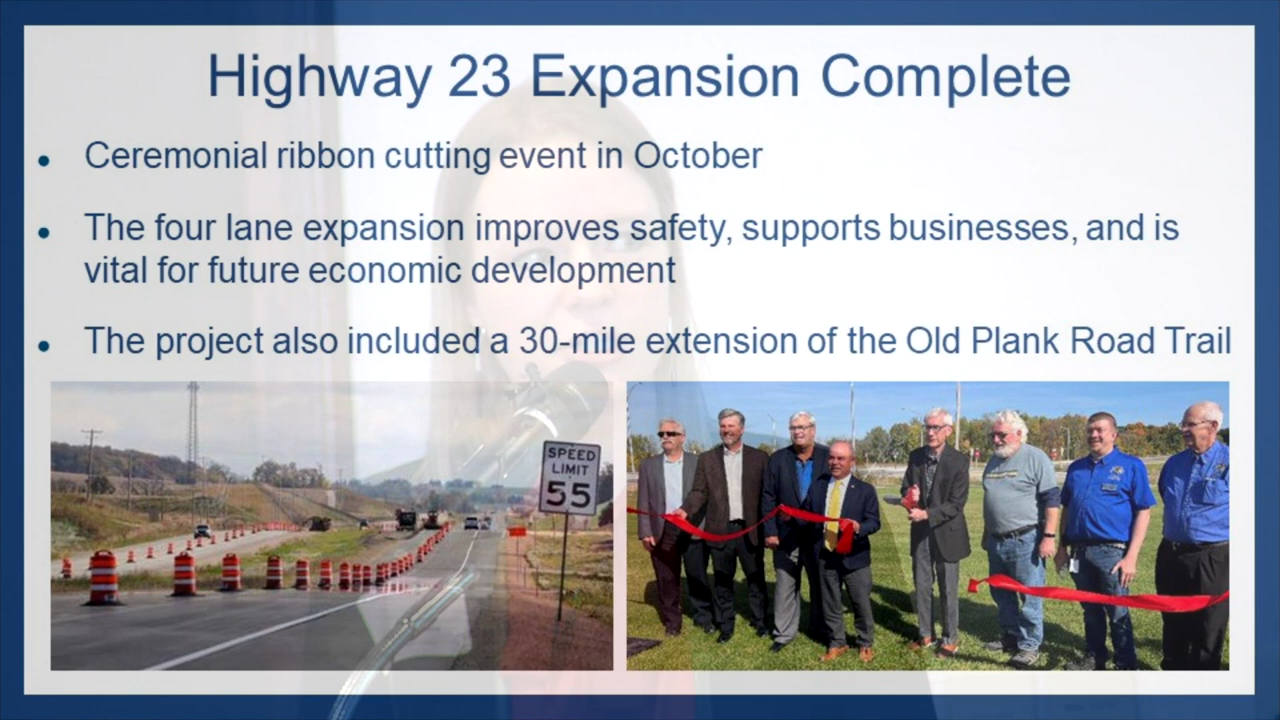 Highway 23 Expansion Complete
• Ceremonial ribbon cutting event in October
• The four lane expansion improves safety, supports businesses, and is
vital for future economic development
• The project also included a 30-mile extension of the Old Plank Road Trail
SPEED
LIMIT
55